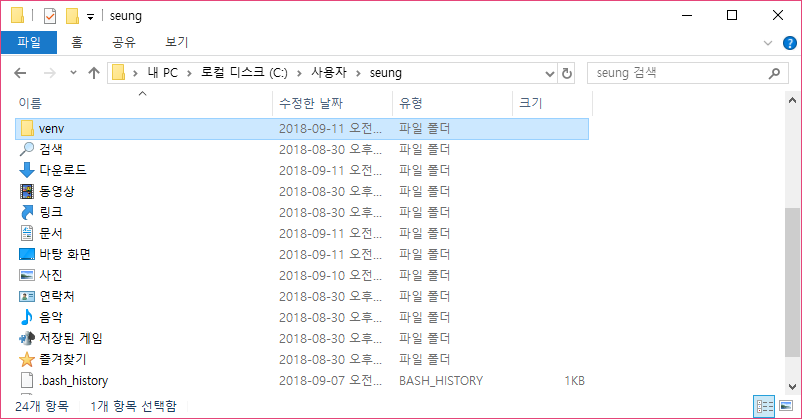 seung
파일 홈 공유 보기
내 PC 로컬 디스크 (C:) 사용자 seung seung 검색
이름 수정한 날짜 유형 크기
venv 2018-09-11 오전... 파일 폴더
검색 2018-08-30 오후... 파일 폴더
다운로드 2018-09-11 오전... 파일 폴더
동영상 2018-08-30 오후... 파일 폴더
링크 2018-08-30 오후... 파일 폴더
문서 2018-09-11 오전... 파일 폴더
바탕 화면 2018-09-11 오전... 파일 폴더
사진 2018-09-10 오전... 파일 폴더
연락처 2018-08-30 오후... 파일 폴더
음악 2018-08-30 오후... 파일 폴더
저장된 게임 2018-08-30 오후... 파일 폴더
즐겨찾기 2018-08-30 오후... 파일 폴더
.bash_history 2018-09-07 오전... BASH_HISTORY 1KB
24개 항목 1개 항목 선택함